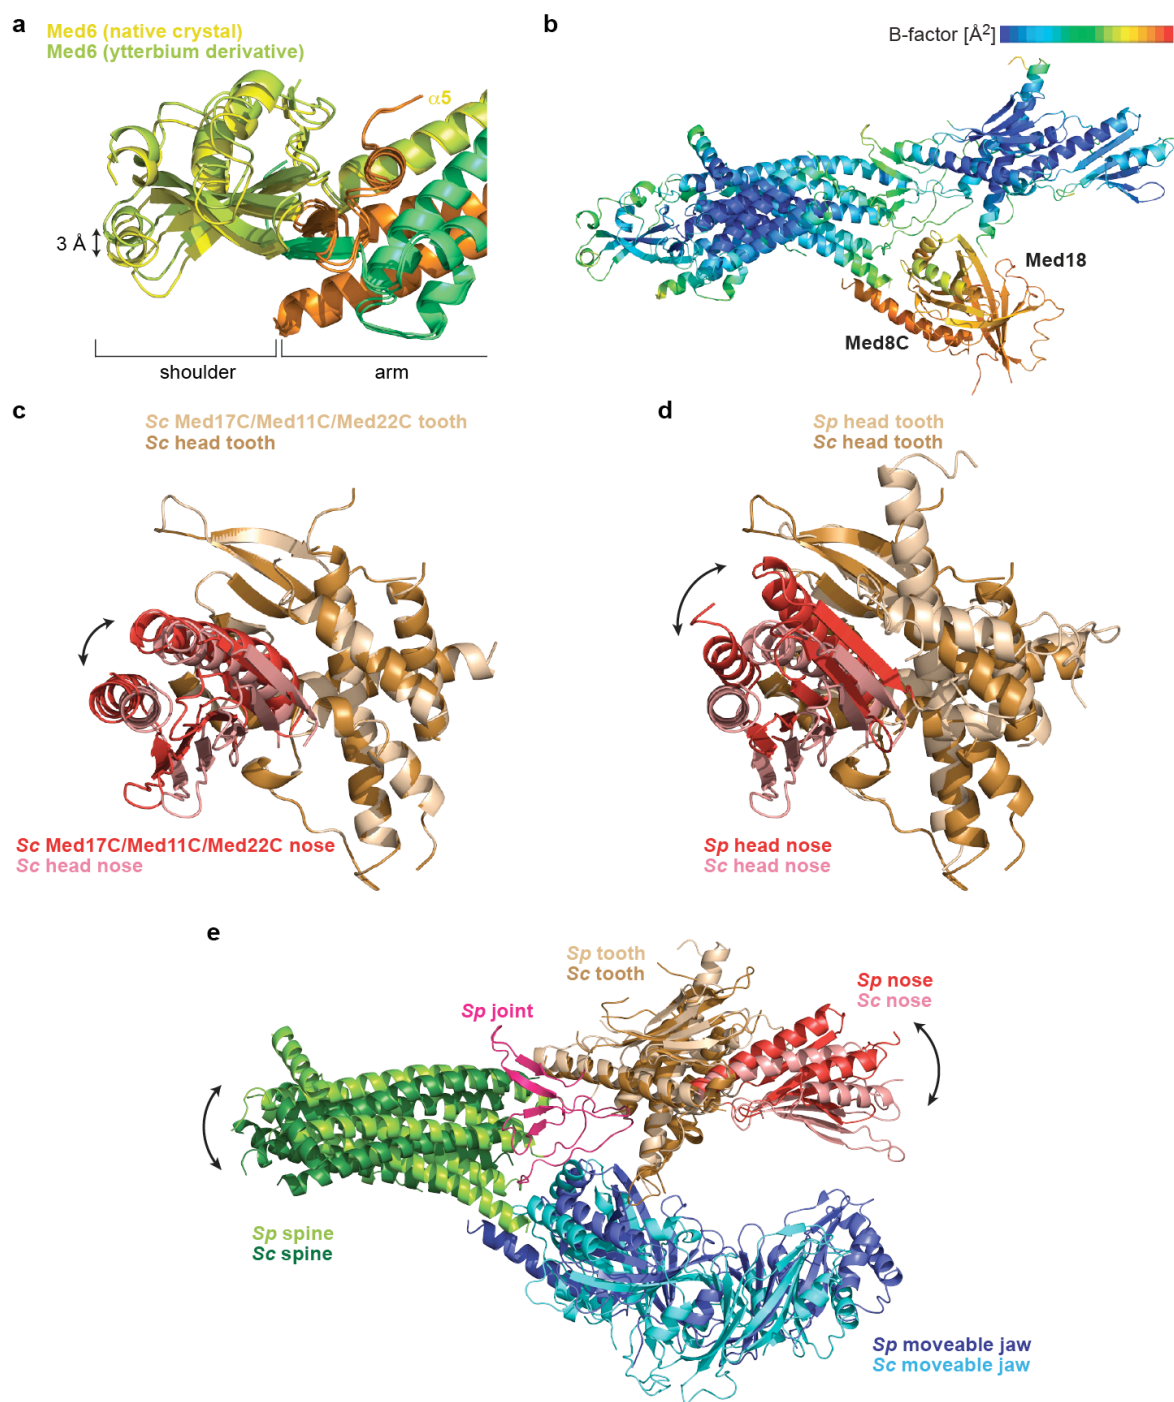 a
Med6 (native crystal)
Med6 (ytterbium derivative)
α5
3 Å
shoulder
arm
b
B-factor [Å²]
Med18
Med8C
c
Sc Med17C/Med11C/Med22C tooth
Sc head tooth
Sc Med17C/Med11C/Med22C nose
Sc head nose
d
Sp head tooth
Sc head tooth
Sp head nose
Sc head nose
e
Sp tooth
Sc tooth
Sp nose
Sc nose
Sp joint
Sp spine
Sc spine
Sp moveable jaw
Sc moveable jaw